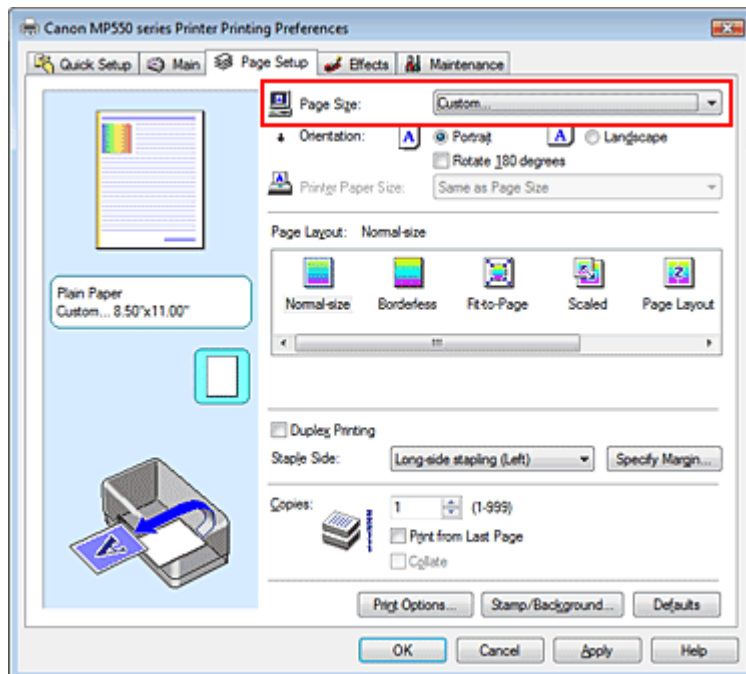 Canon MP550 series Printer Printing Preferences
Quick Setup Main Page Setup Effects Maintenance
Page Size: Custom...
Orientation: A Portrait A Landscape
Rotate 180 degrees
Printer Paper Size: Same as Page Size
Page Layout: Normal-size
Normal-size Borderless Fit-to-Page Scaled Page Layout
Plain Paper
Custom... 8.50"x11.00"
Duplex Printing
Staple Side: Long-side stapling (Left) Specify Margin...
Copies: 1 (1-999)
Print from Last Page
Collate
Print Options... Stamp/Background... Defaults
OK Cancel Apply Help